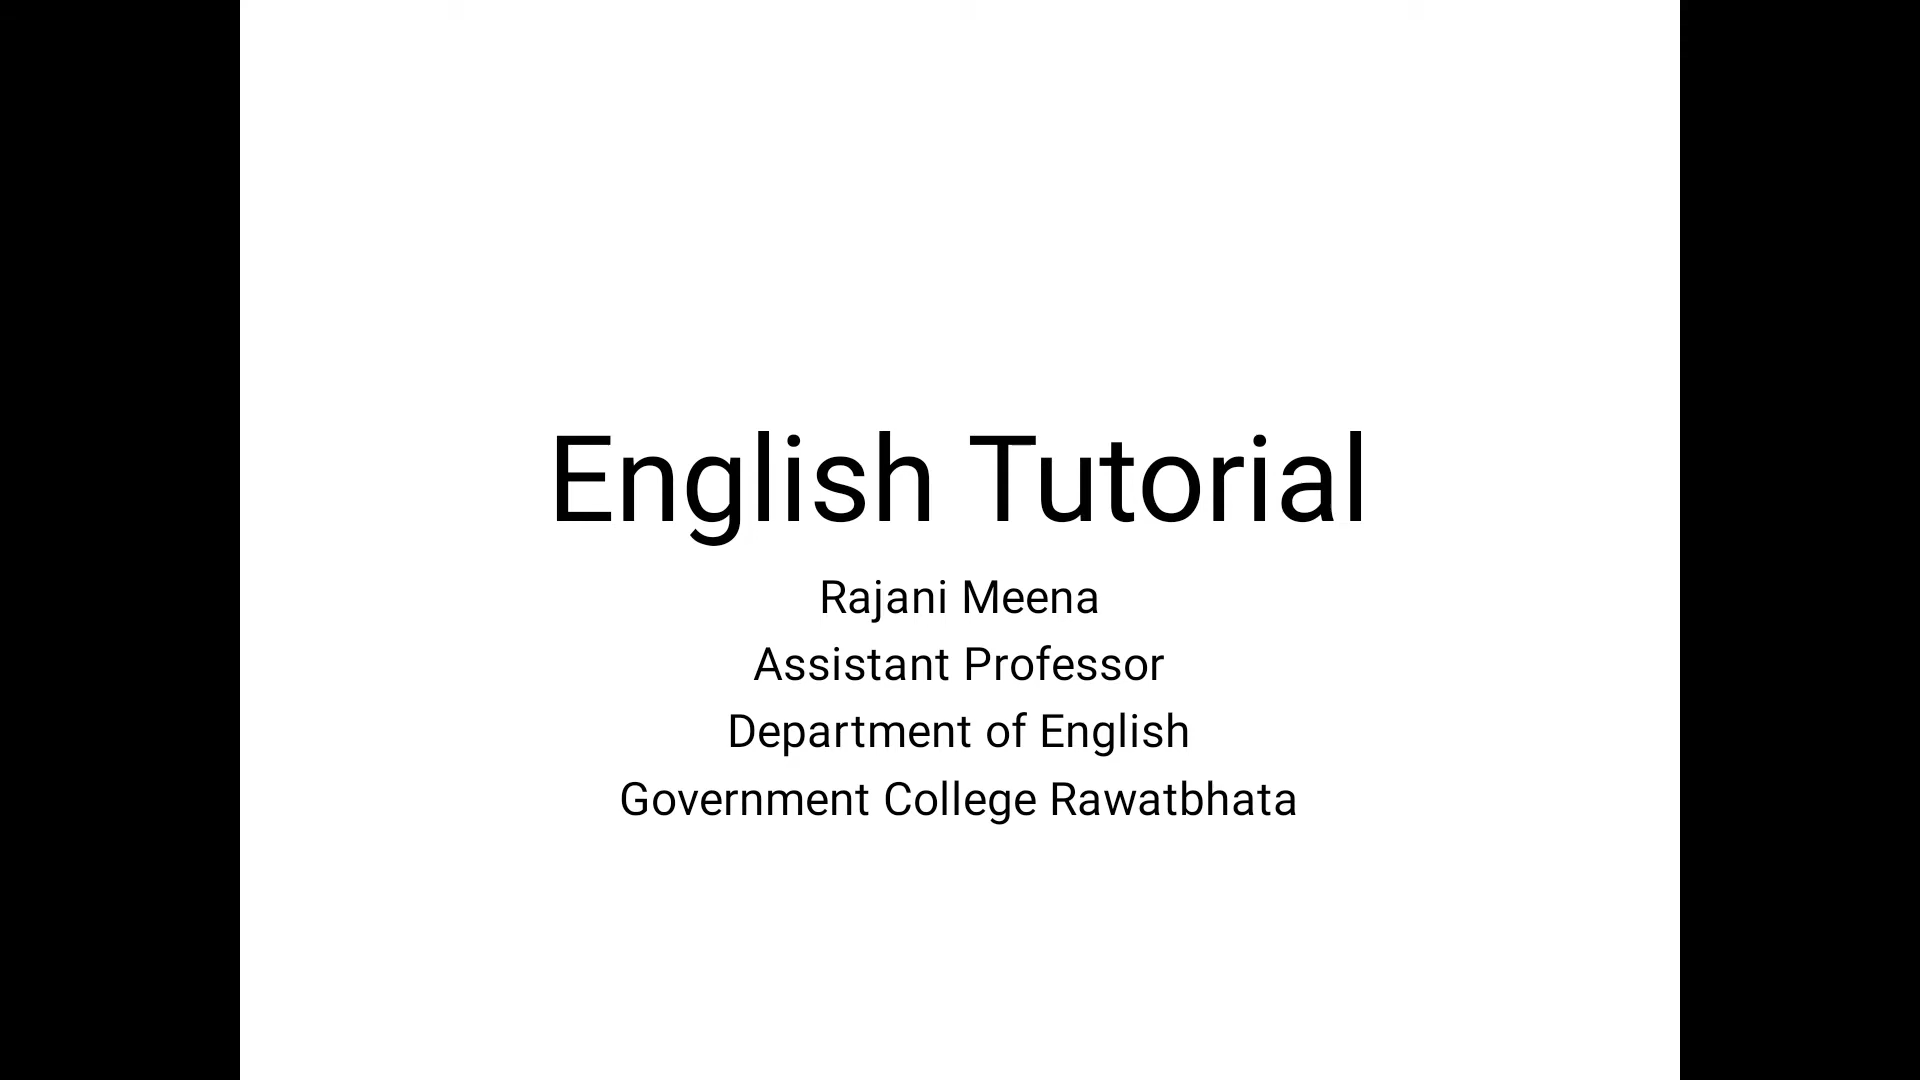 English Tutorial
Rajani Meena
Assistant Professor
Department of English
Government College Rawatbhata